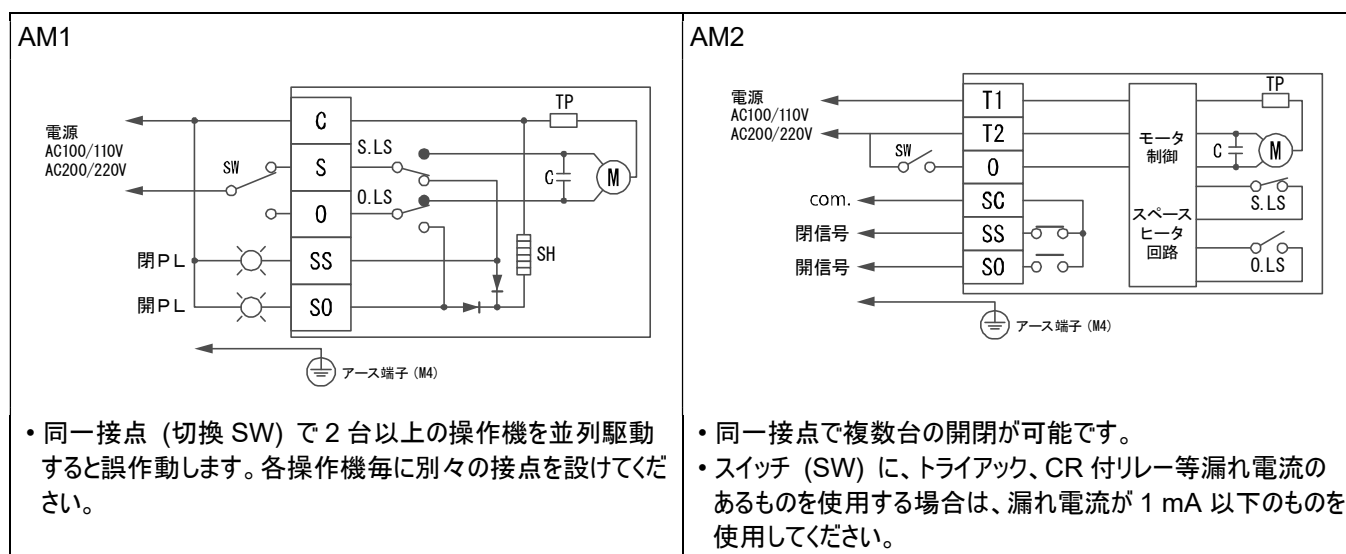 AM1
電源
AC100/110V
AC200/220V
SW
C
S
O
SS
SO
S.LS
O.LS
TP
C
M
SH
閉PL
開PL
アース端子 (M4)
• 同一接点 (切換 SW) で 2 台以上の操作機を並列駆動
すると誤作動します。各操作機毎に別々の接点を設けてくだ
さい。
AM2
電源
AC100/110V
AC200/220V
SW
com.
閉信号
開信号
T1
T2
O
SC
SS
SO
モータ
制御
スペース
ヒータ
回路
TP
C
M
S.LS
O.LS
アース端子 (M4)
• 同一接点で複数台の開閉が可能です。
• スイッチ (SW) に、トライアック、CR 付リレー等漏れ電流の
あるものを使用する場合は、漏れ電流が 1 mA 以下のものを
使用してください。